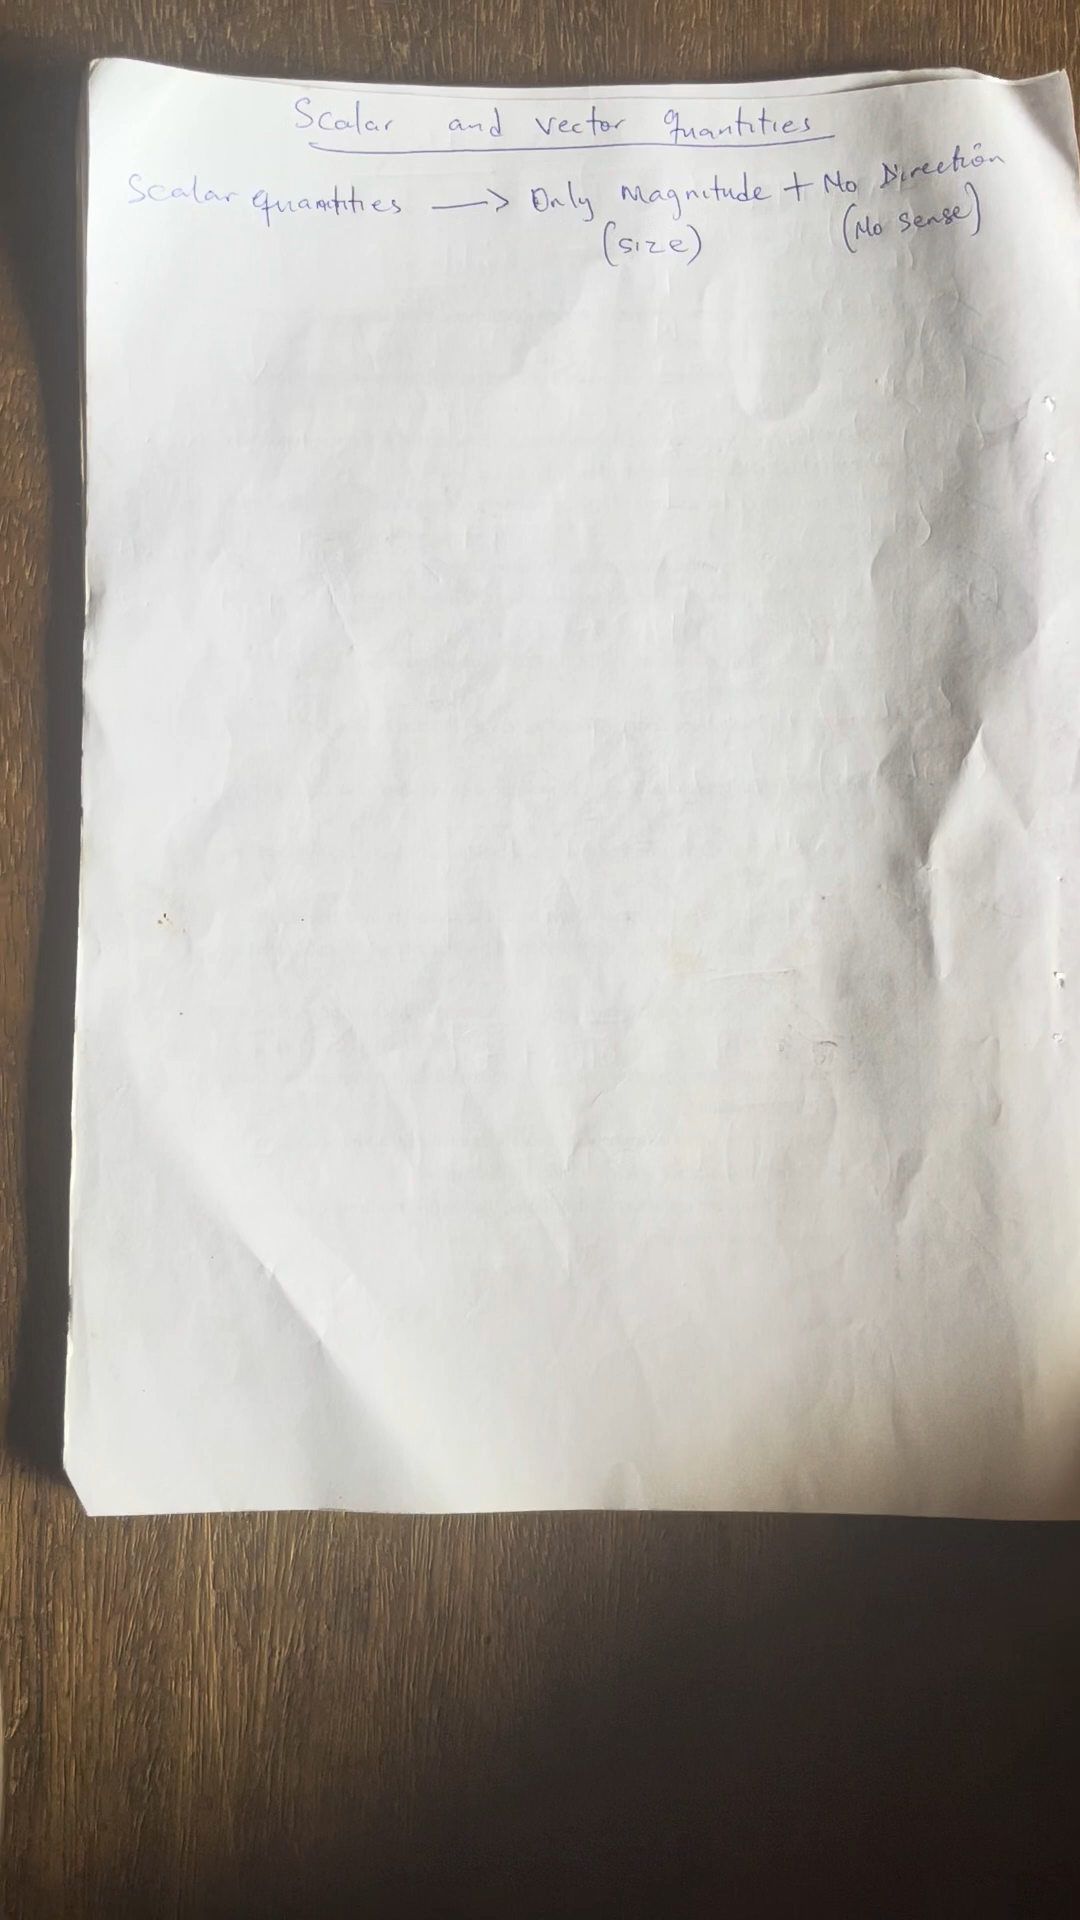 Scalar and vector quantities
Scalar quantities → Only Magnitude + No Direction
(size) (No sense)